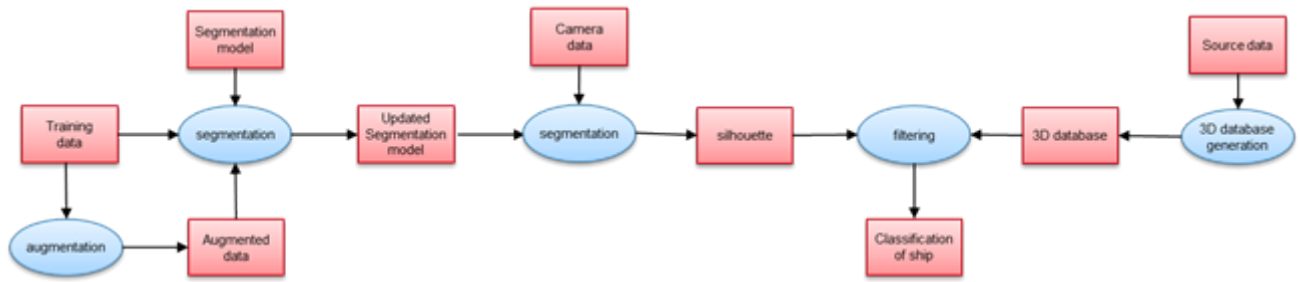 Segmentation
model
Camera
data
Source data
Training
data
segmentation
Updated
Segmentation
model
segmentation
silhouette
filtering
3D database
3D database
generation
augmentation
Augmented
data
Classification
of ship